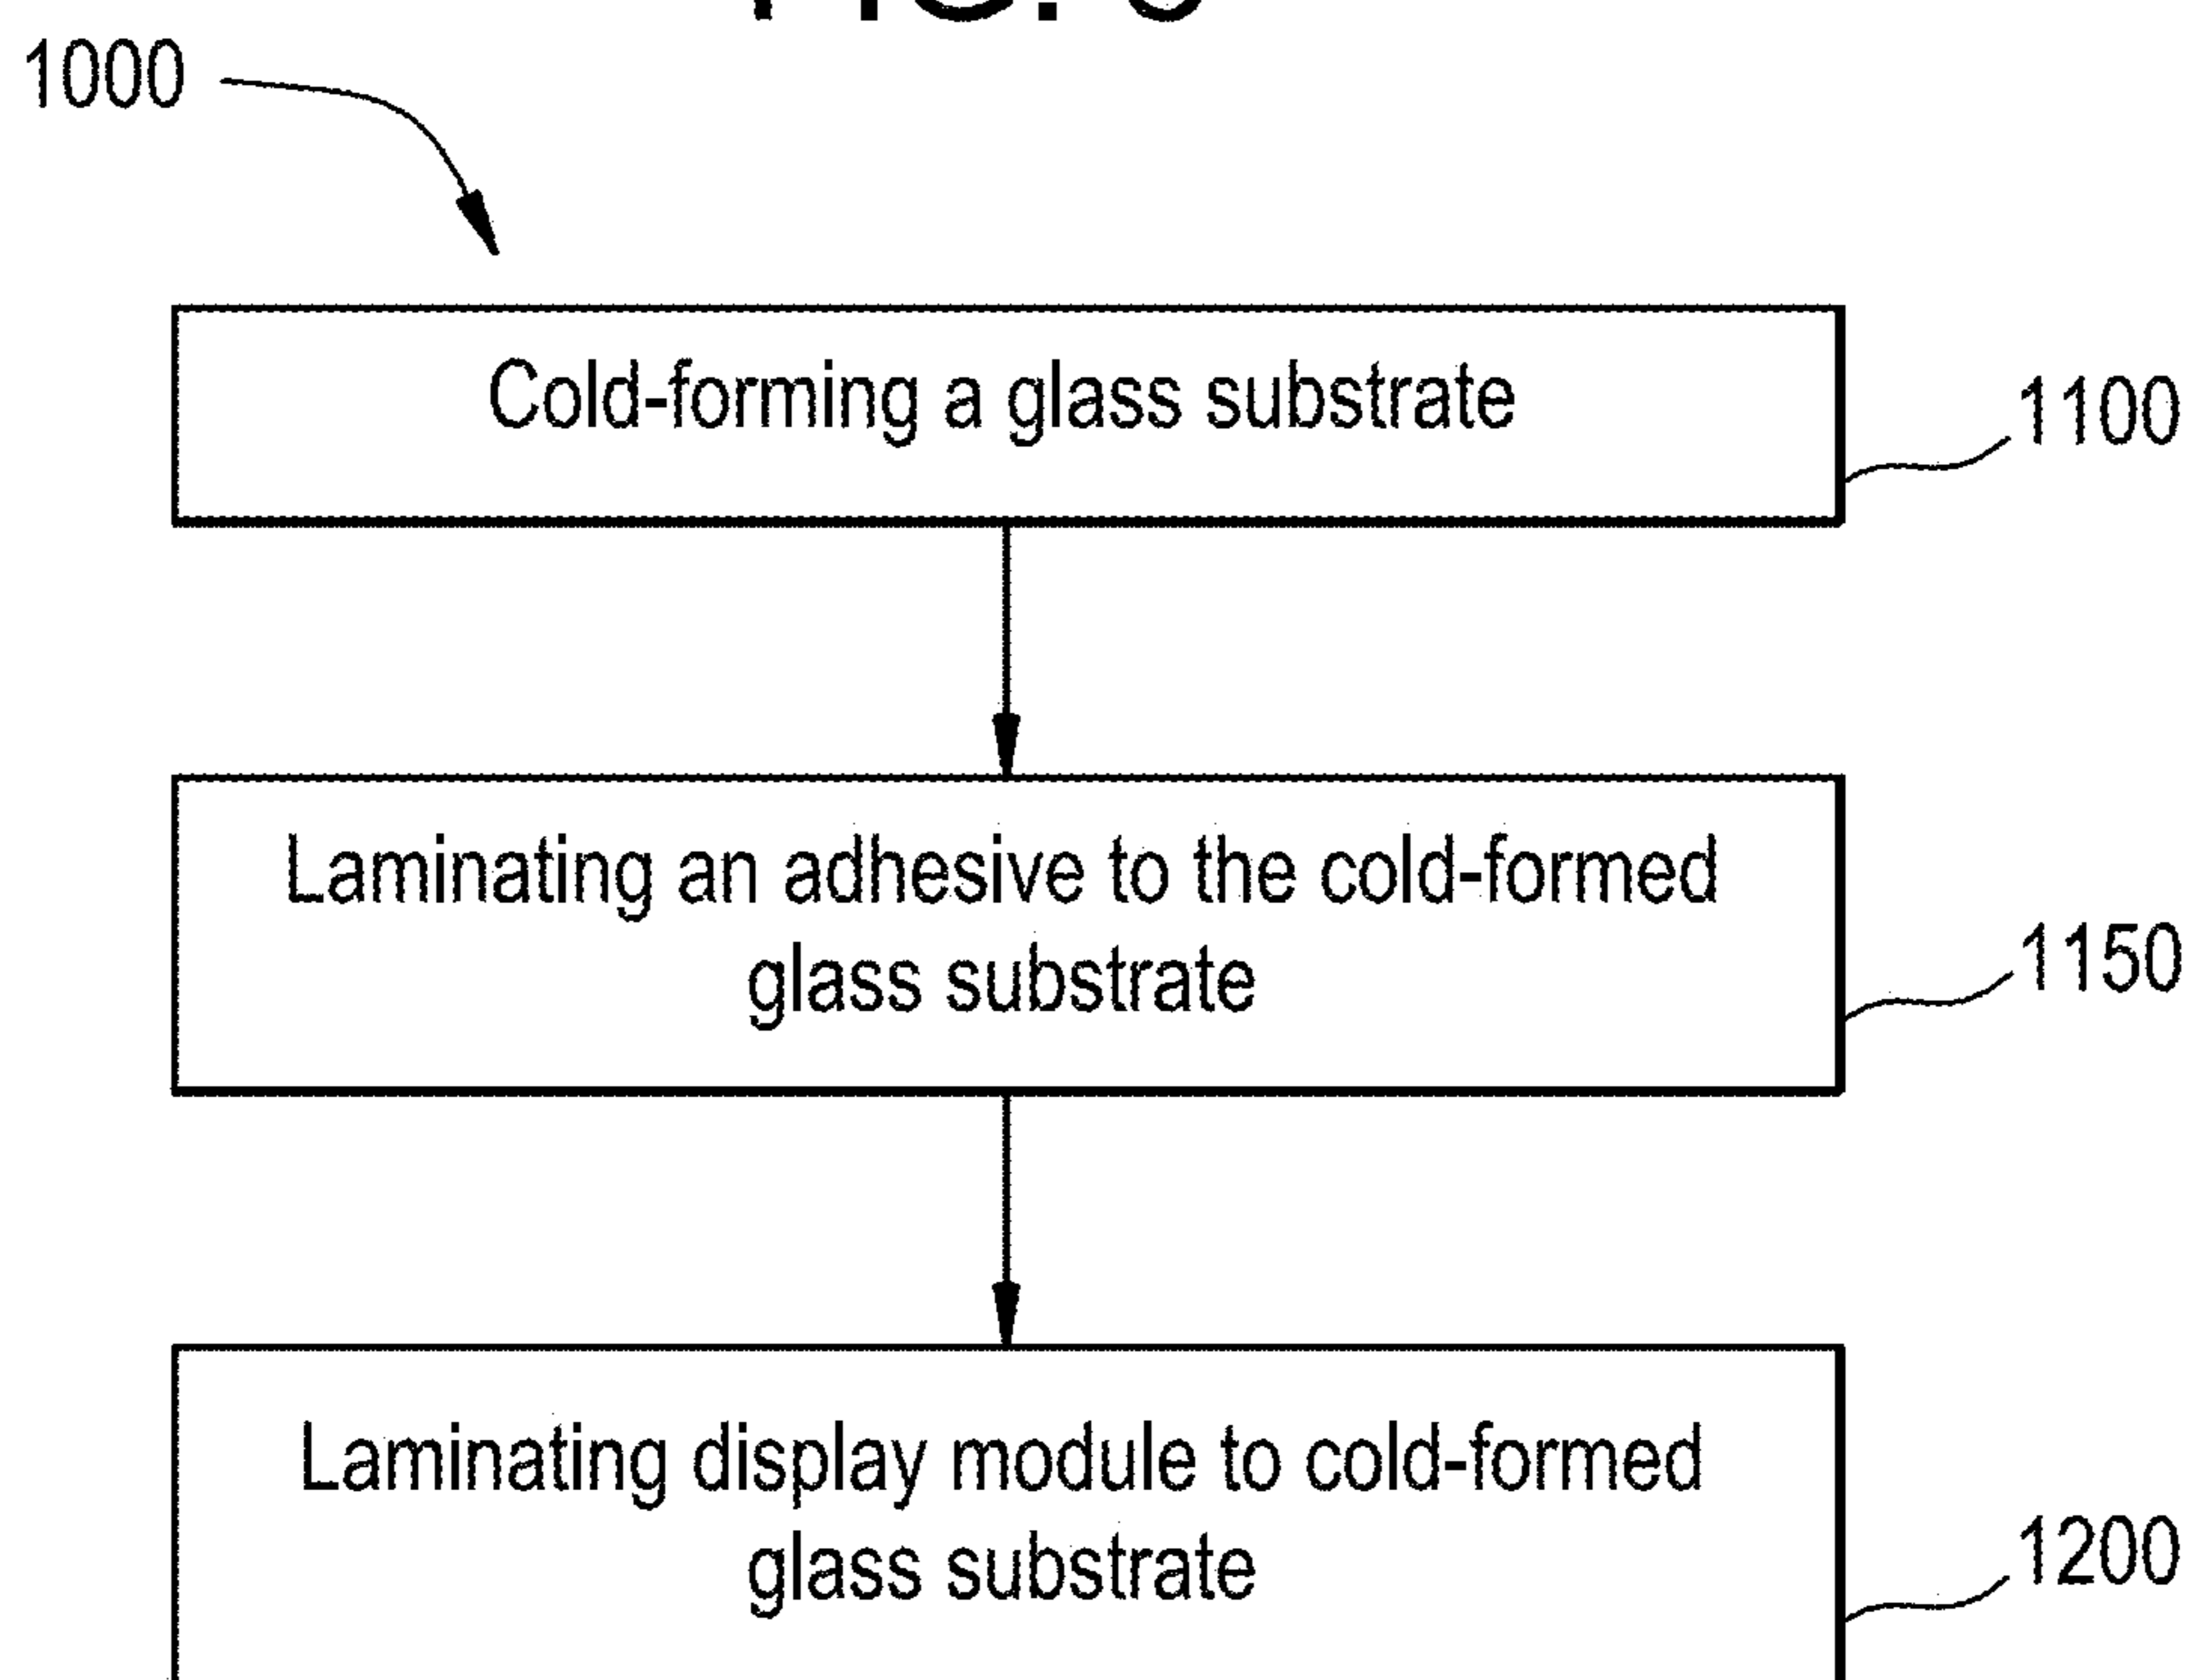 1000
Cold-forming a glass substrate
1100
Laminating an adhesive to the cold-formed
glass substrate
1150
Laminating display module to cold-formed
glass substrate
1200